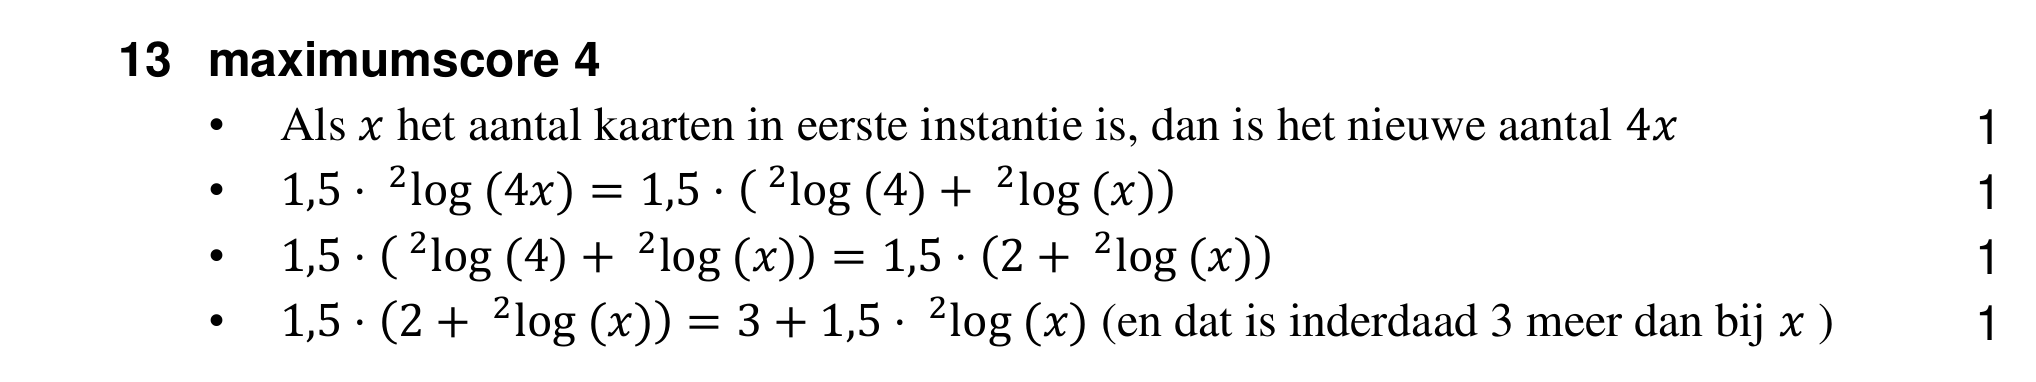 13 maximumscore 4
• Als x het aantal kaarten in eerste instantie is, dan is het nieuwe aantal 4x 1
• 1,5 · ²log (4x) = 1,5 · ( ²log (4) + ²log (x)) 1
• 1,5 · ( ²log (4) + ²log (x)) = 1,5 · (2 + ²log (x)) 1
• 1,5 · (2 + ²log (x)) = 3 + 1,5 · ²log (x) (en dat is inderdaad 3 meer dan bij x ) 1